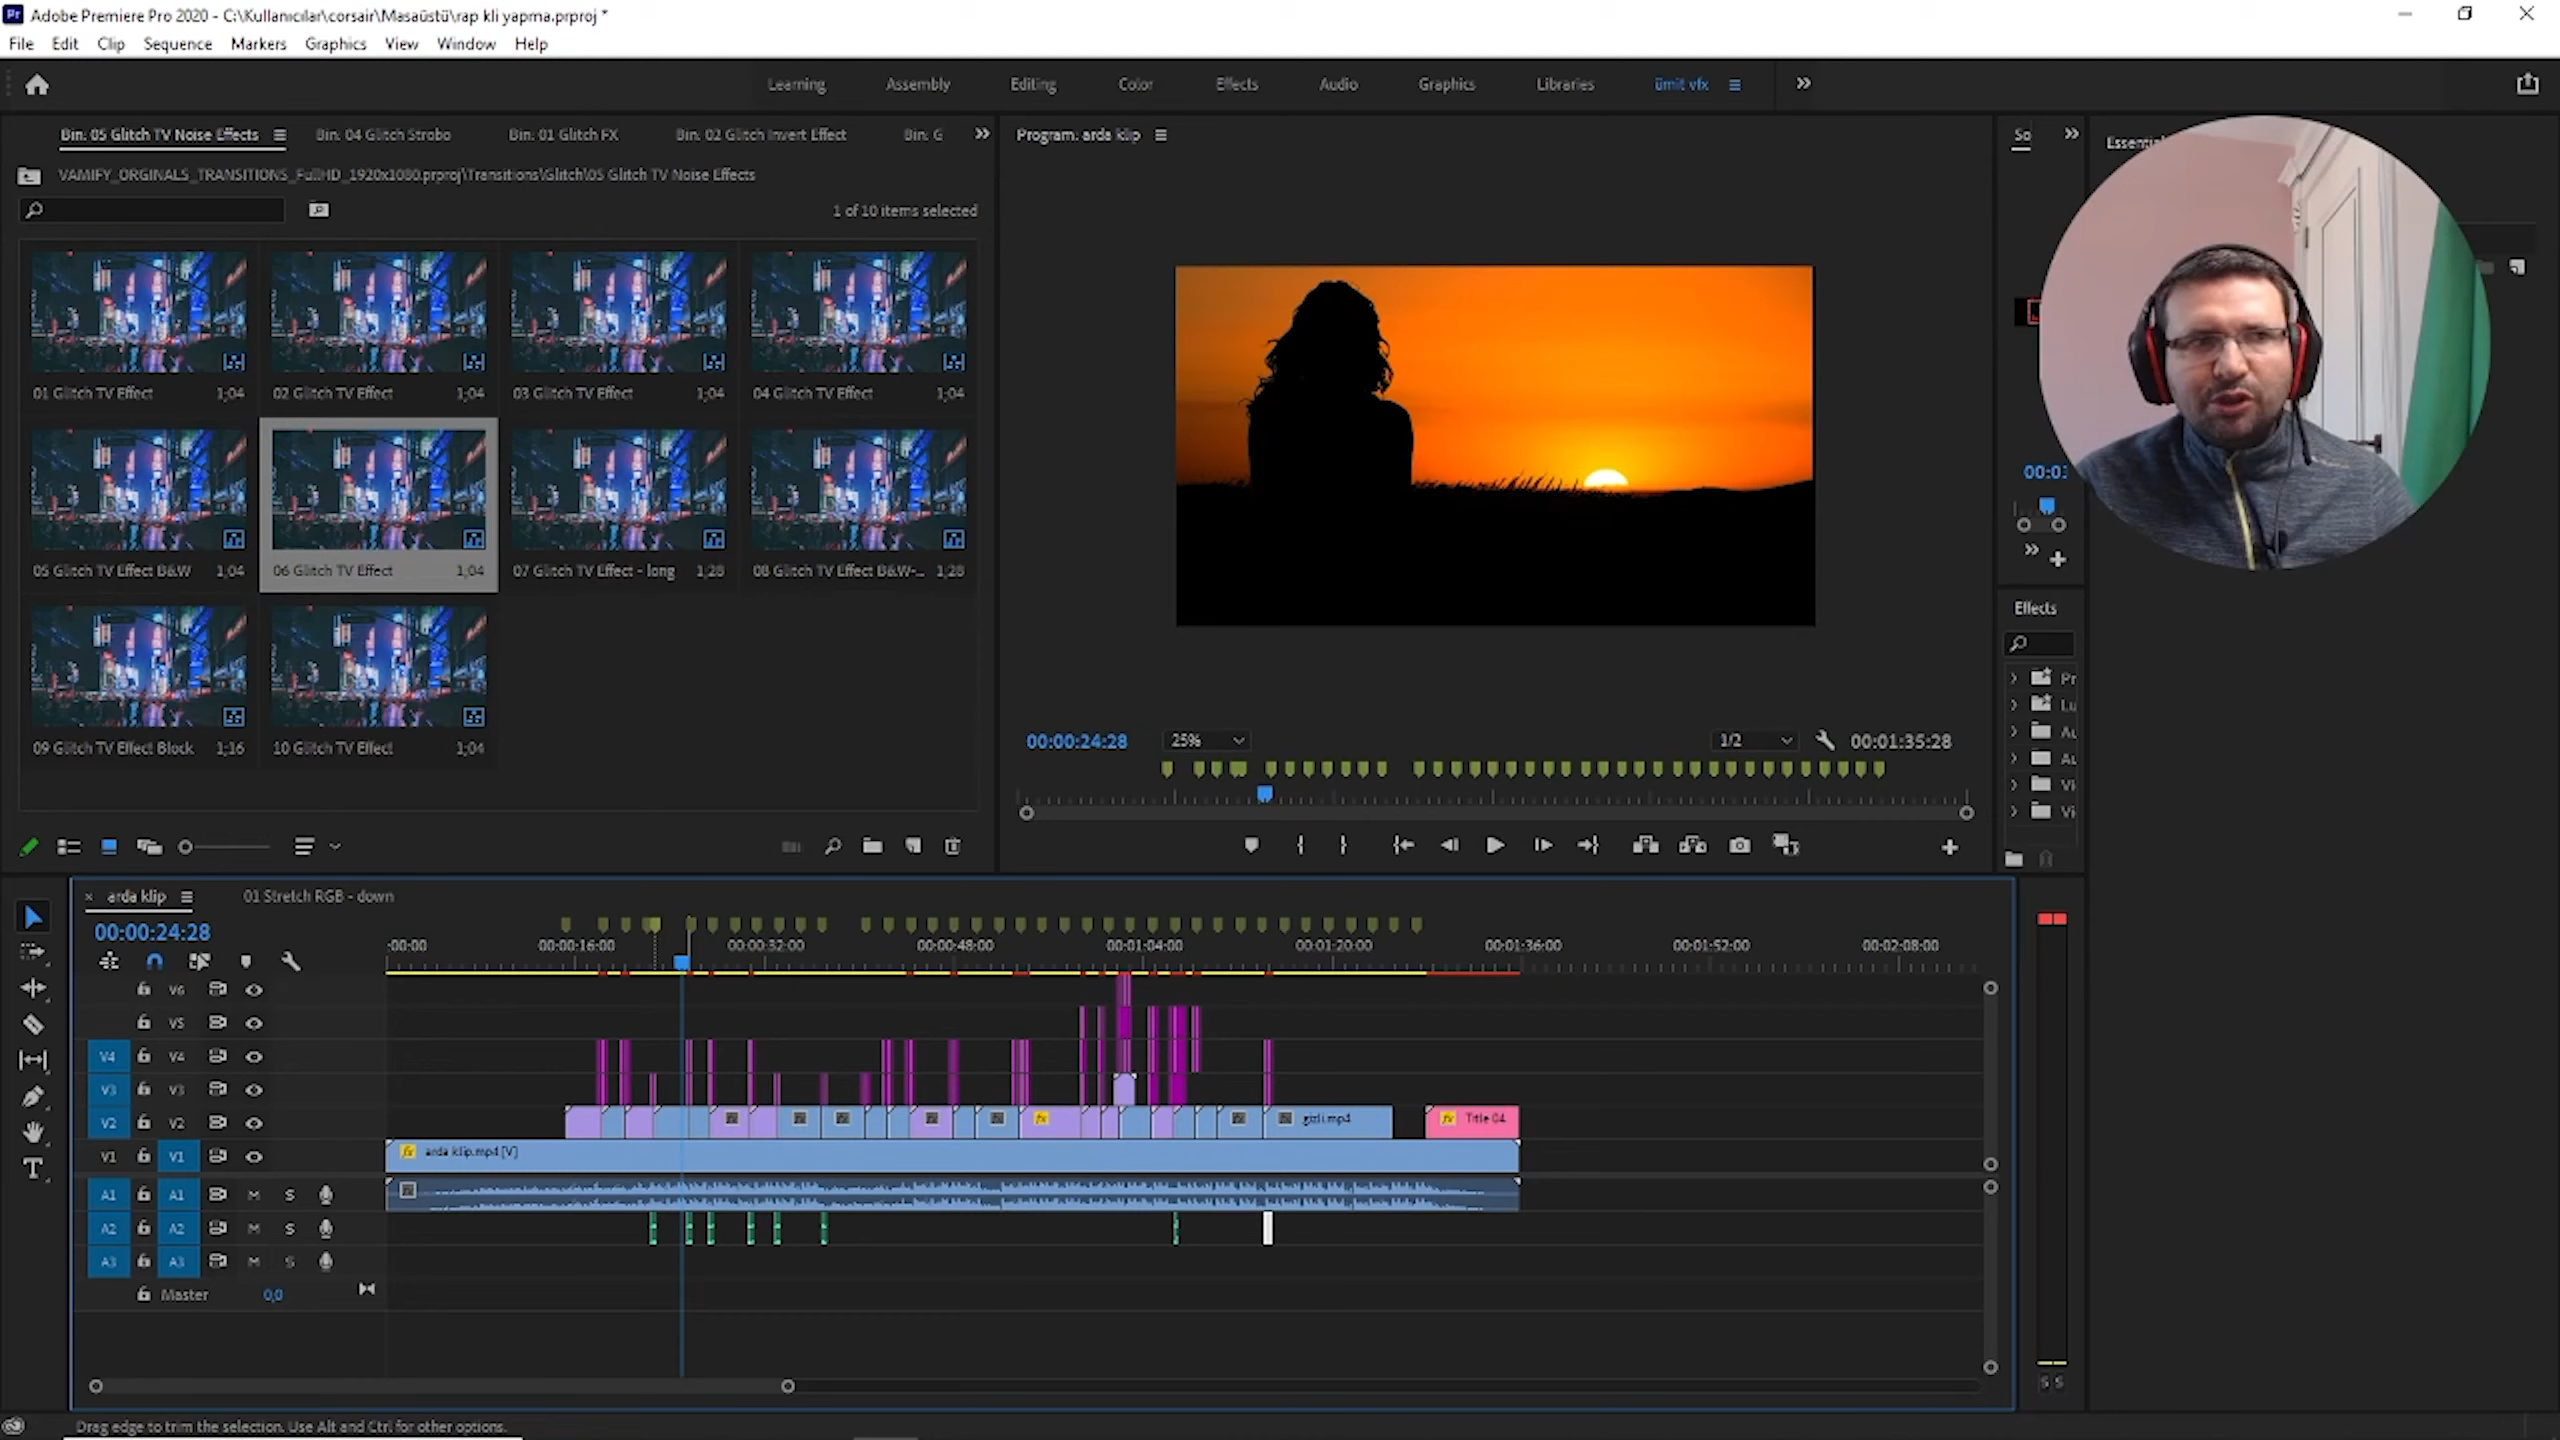 Adobe Premiere Pro 2020 - C:\Kullanıcılar\corsair\Masaüstü\rap kli yapma.prproj *
File Edit Clip Sequence Markers Graphics View Window Help
Learning Assembly Editing Color Effects Audio Graphics Libraries ümit vfx
Bin: 05 Glitch TV Noise Effects Bin: 04 Glitch Strobo Bin: 01 Glitch FX Bin: 02 Glitch Invert Effect Bin: G
Program: arda klip
So
VAMIFY_ORGINALS_TRANSITIONS_FullHD_1920x1080.prproj\Transitions\Glitch\05 Glitch TV Noise Effects
1 of 10 items selected
01 Glitch TV Effect 1;04 02 Glitch TV Effect 1;04 03 Glitch TV Effect 1;04 04 Glitch TV Effect 1;04
05 Glitch TV Effect B&W 1;04 06 Glitch TV Effect 1;04 07 Glitch TV Effect - long 1;28 08 Glitch TV Effect B&W-... 1;28
09 Glitch TV Effect Block 1;16 10 Glitch TV Effect 1;04
00:00:24:28 25% 1/2 00:01:35:28
Effects
Pr
Lu
Au
Au
Vi
Vi
arda klip 01 Stretch RGB - down
00:00:24:28
:00:00 00:00:16:00 00:00:32:00 00:00:48:00 00:01:04:00 00:01:20:00 00:01:36:00 00:01:52:00 00:02:08:00
V6
V5
V4 V4
V3 V3
V2 V2 gizli.mp4 Title 04
V1 V1 arda klip.mp4 [V]
A1 A1 M S
A2 A2 M S
A3 A3 M S
Master 0,0
S S
Drag edge to trim the selection. Use Alt and Ctrl for other options.